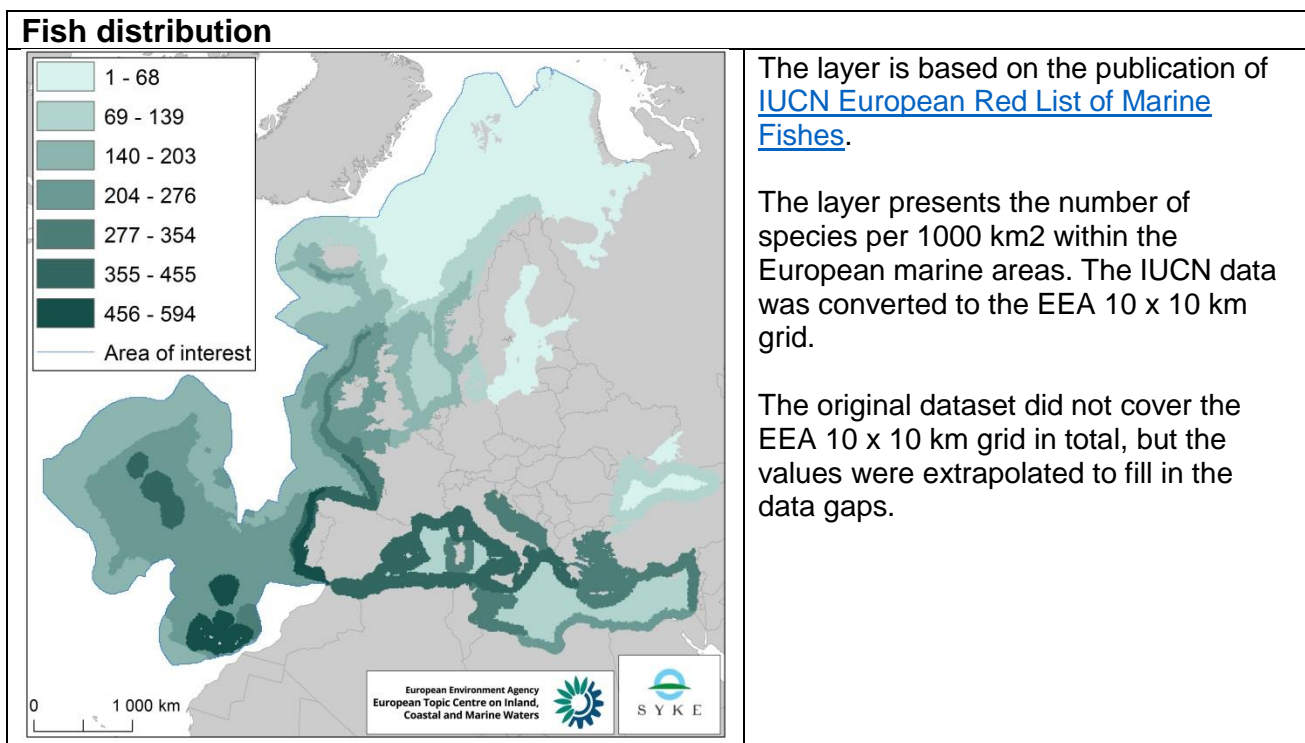 Fish distribution
1 - 68
69 - 139
140 - 203
204 - 276
277 - 354
355 - 455
456 - 594
Area of interest
0 1 000 km
European Environment Agency
European Topic Centre on Inland,
Coastal and Marine Waters
SYKE
The layer is based on the publication of
IUCN European Red List of Marine
Fishes.
The layer presents the number of
species per 1000 km2 within the
European marine areas. The IUCN data
was converted to the EEA 10 x 10 km
grid.
The original dataset did not cover the
EEA 10 x 10 km grid in total, but the
values were extrapolated to fill in the
data gaps.